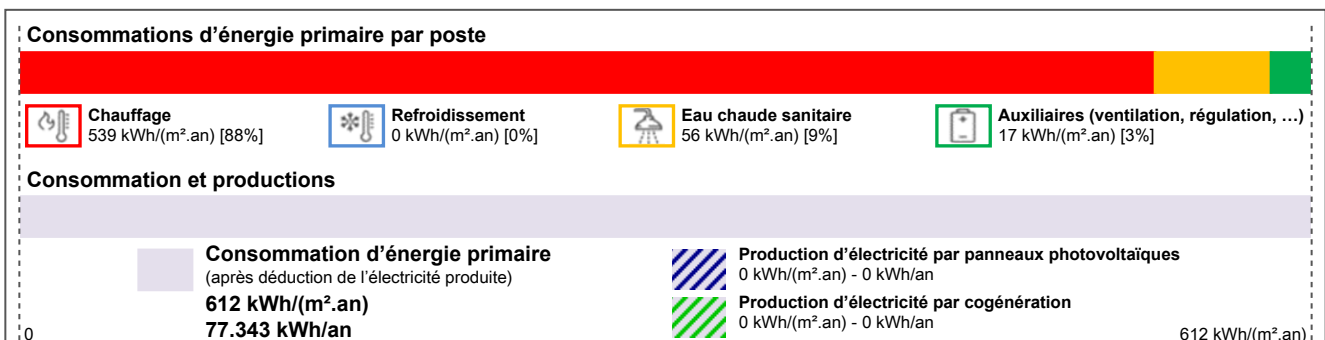 Consommations d’énergie primaire par poste
Chauffage
539 kWh/(m².an) [88%]
Refroidissement
0 kWh/(m².an) [0%]
Eau chaude sanitaire
56 kWh/(m².an) [9%]
Auxiliaires (ventilation, régulation, …)
17 kWh/(m².an) [3%]
Consommation et productions
Consommation d’énergie primaire
(après déduction de l’électricité produite)
612 kWh/(m².an)
77.343 kWh/an
Production d’électricité par panneaux photovoltaïques
0 kWh/(m².an) - 0 kWh/an
Production d’électricité par cogénération
0 kWh/(m².an) - 0 kWh/an
0
612 kWh/(m².an)